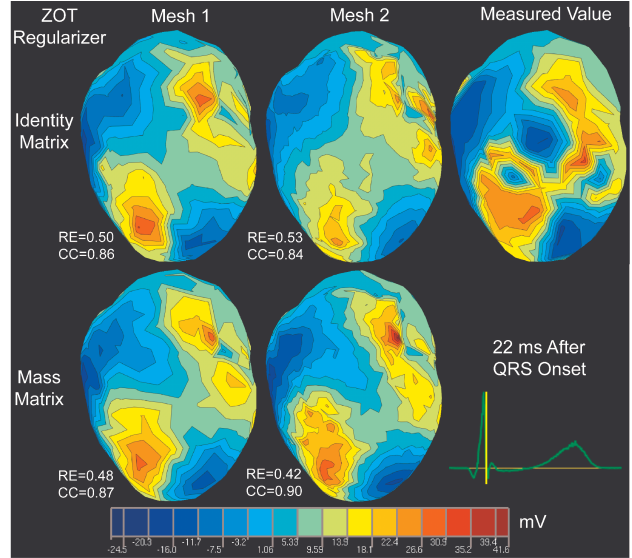 ZOT Regularizer
Mesh 1
Mesh 2
Measured Value
Identity Matrix
RE=0.50
CC=0.86
RE=0.53
CC=0.84
Mass Matrix
RE=0.48
CC=0.87
RE=0.42
CC=0.90
22 ms After
QRS Onset
mV
-24.5 -20.3 -16.0 -11.7 -7.5 -3.2 1.06 5.33 9.59 13.9 18.1 22.4 26.6 30.9 35.2 39.4 41.6